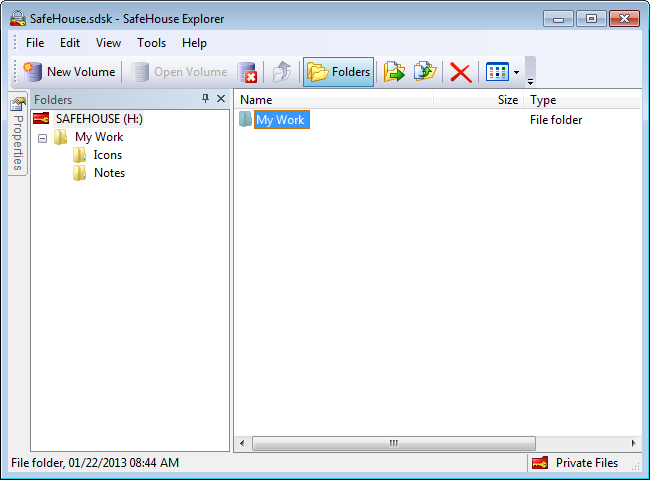 SafeHouse.sdsk - SafeHouse Explorer
File Edit View Tools Help
New Volume Open Volume Folders
Properties
Folders
SAFEHOUSE (H:)
My Work
Icons
Notes
Name Size Type
My Work File folder
File folder, 01/22/2013 08:44 AM Private Files